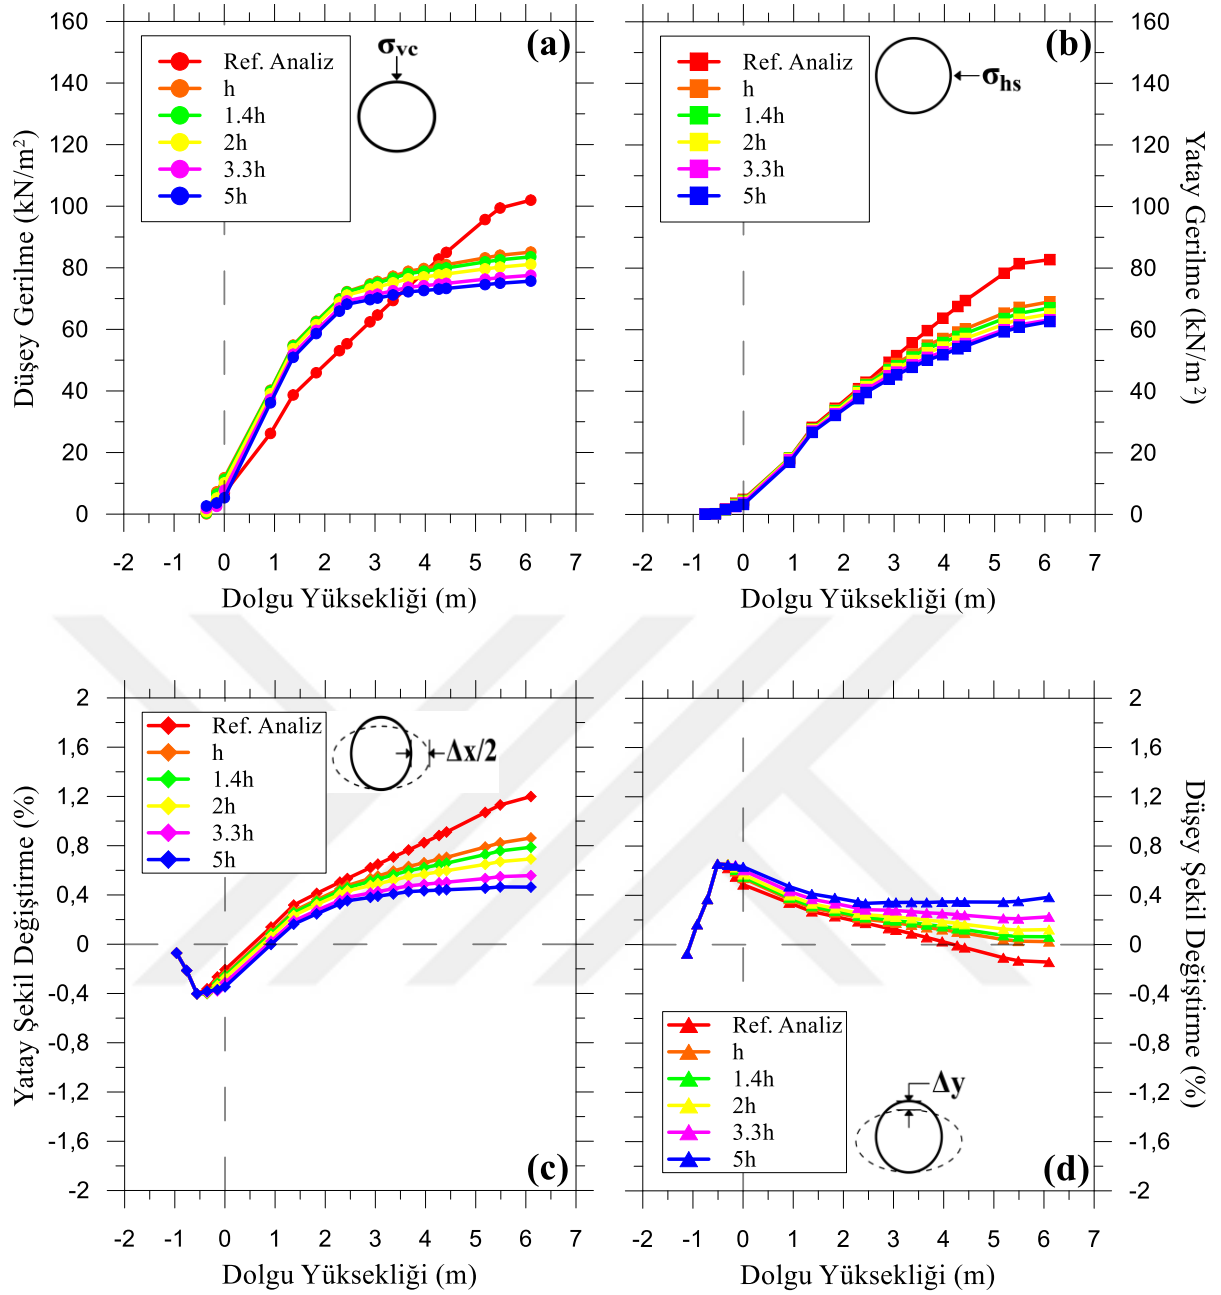 (a)
σvc
Ref. Analiz
h
1.4h
2h
3.3h
5h
160
140
120
100
80
60
40
20
0
Düşey Gerilme (kN/m²)
-2 -1 0 1 2 3 4 5 6 7
Dolgu Yüksekliği (m)
(b)
σhs
Ref. Analiz
h
1.4h
2h
3.3h
5h
160
140
120
100
80
60
40
20
0
Yatay Gerilme (kN/m²)
-2 -1 0 1 2 3 4 5 6 7
Dolgu Yüksekliği (m)
Ref. Analiz
h
1.4h
2h
3.3h
5h
Δx/2
2
1,6
1,2
0,8
0,4
0
-0,4
-0,8
-1,2
-1,6
-2
Yatay Şekil Değiştirme (%)
(c)
-2 -1 0 1 2 3 4 5 6 7
Dolgu Yüksekliği (m)
2
1,6
1,2
0,8
0,4
0
-0,4
-0,8
-1,2
-1,6
-2
Düşey Şekil Değiştirme (%)
Ref. Analiz
h
1.4h
2h
3.3h
5h
Δy
(d)
-2 -1 0 1 2 3 4 5 6 7
Dolgu Yüksekliği (m)